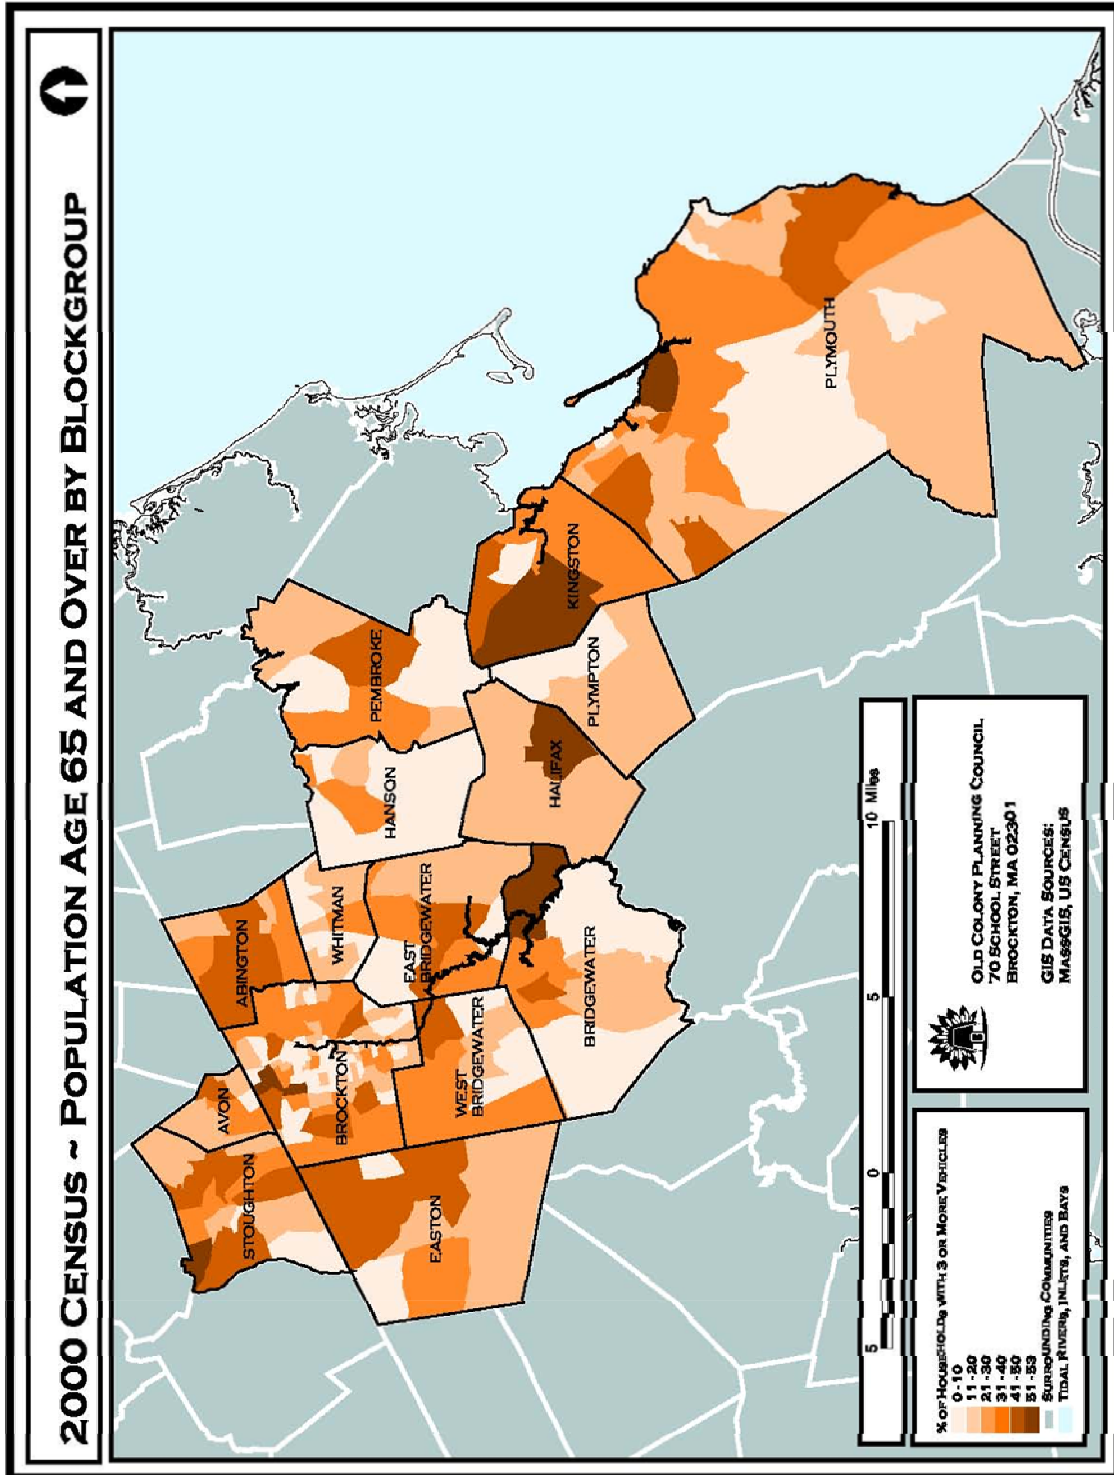 2000 CENSUS ~ POPULATION AGE 65 AND OVER BY BLOCKGROUP
STOUGHTON
AVON
ABINGTON
BROCKTON
WHITMAN
HANSON
PEMBROKE
EASTON
WEST
BRIDGEWATER
EAST
BRIDGEWATER
BRIDGEWATER
HALIFAX
PLYMPTON
KINGSTON
PLYMOUTH
5 0 5 10 Miles
% OF HOUSEHOLDS WITH 3 OR MORE VEHICLES
0 - 10
11 - 20
21 - 30
31 - 40
41 - 50
51 - 53
SURROUNDING COMMUNITIES
TIDAL RIVERS, INLETS, AND BAYS
OLD COLONY PLANNING COUNCIL
70 SCHOOL STREET
BROCKTON, MA 02301
GIS DATA SOURCES:
MASSGIS, US CENSUS